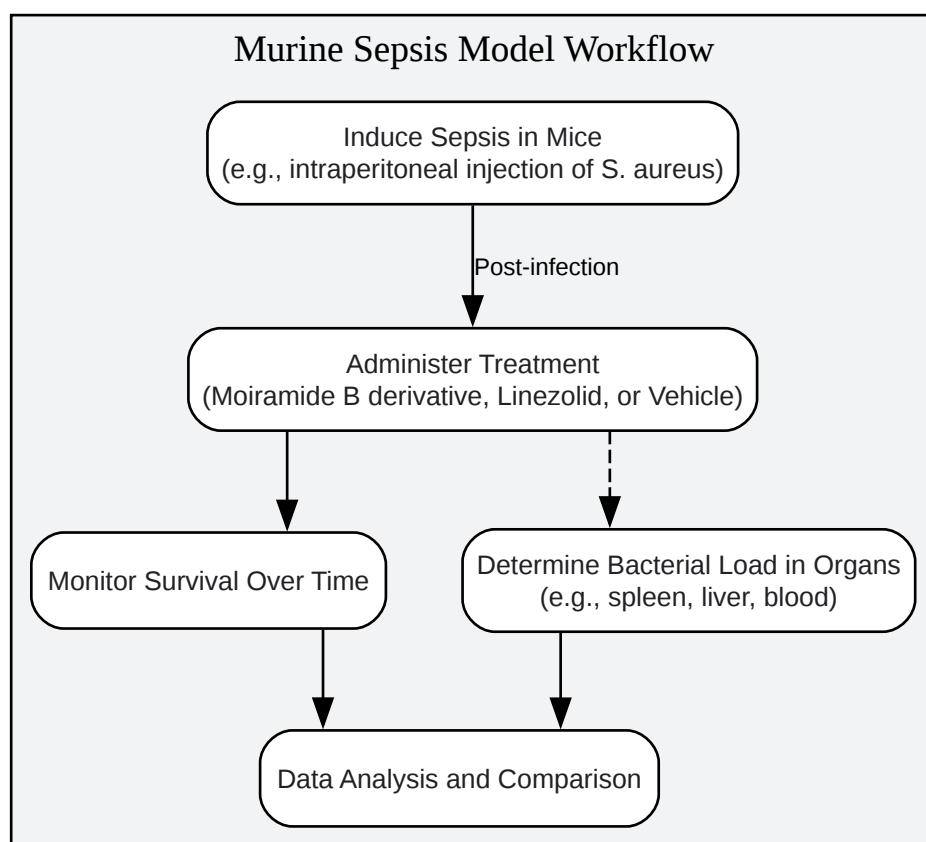 Murine Sepsis Model Workflow
Induce Sepsis in Mice
(e.g., intraperitoneal injection of S. aureus)
Post-infection
Administer Treatment
(Moiramide B derivative, Linezolid, or Vehicle)
Monitor Survival Over Time
Determine Bacterial Load in Organs
(e.g., spleen, liver, blood)
Data Analysis and Comparison